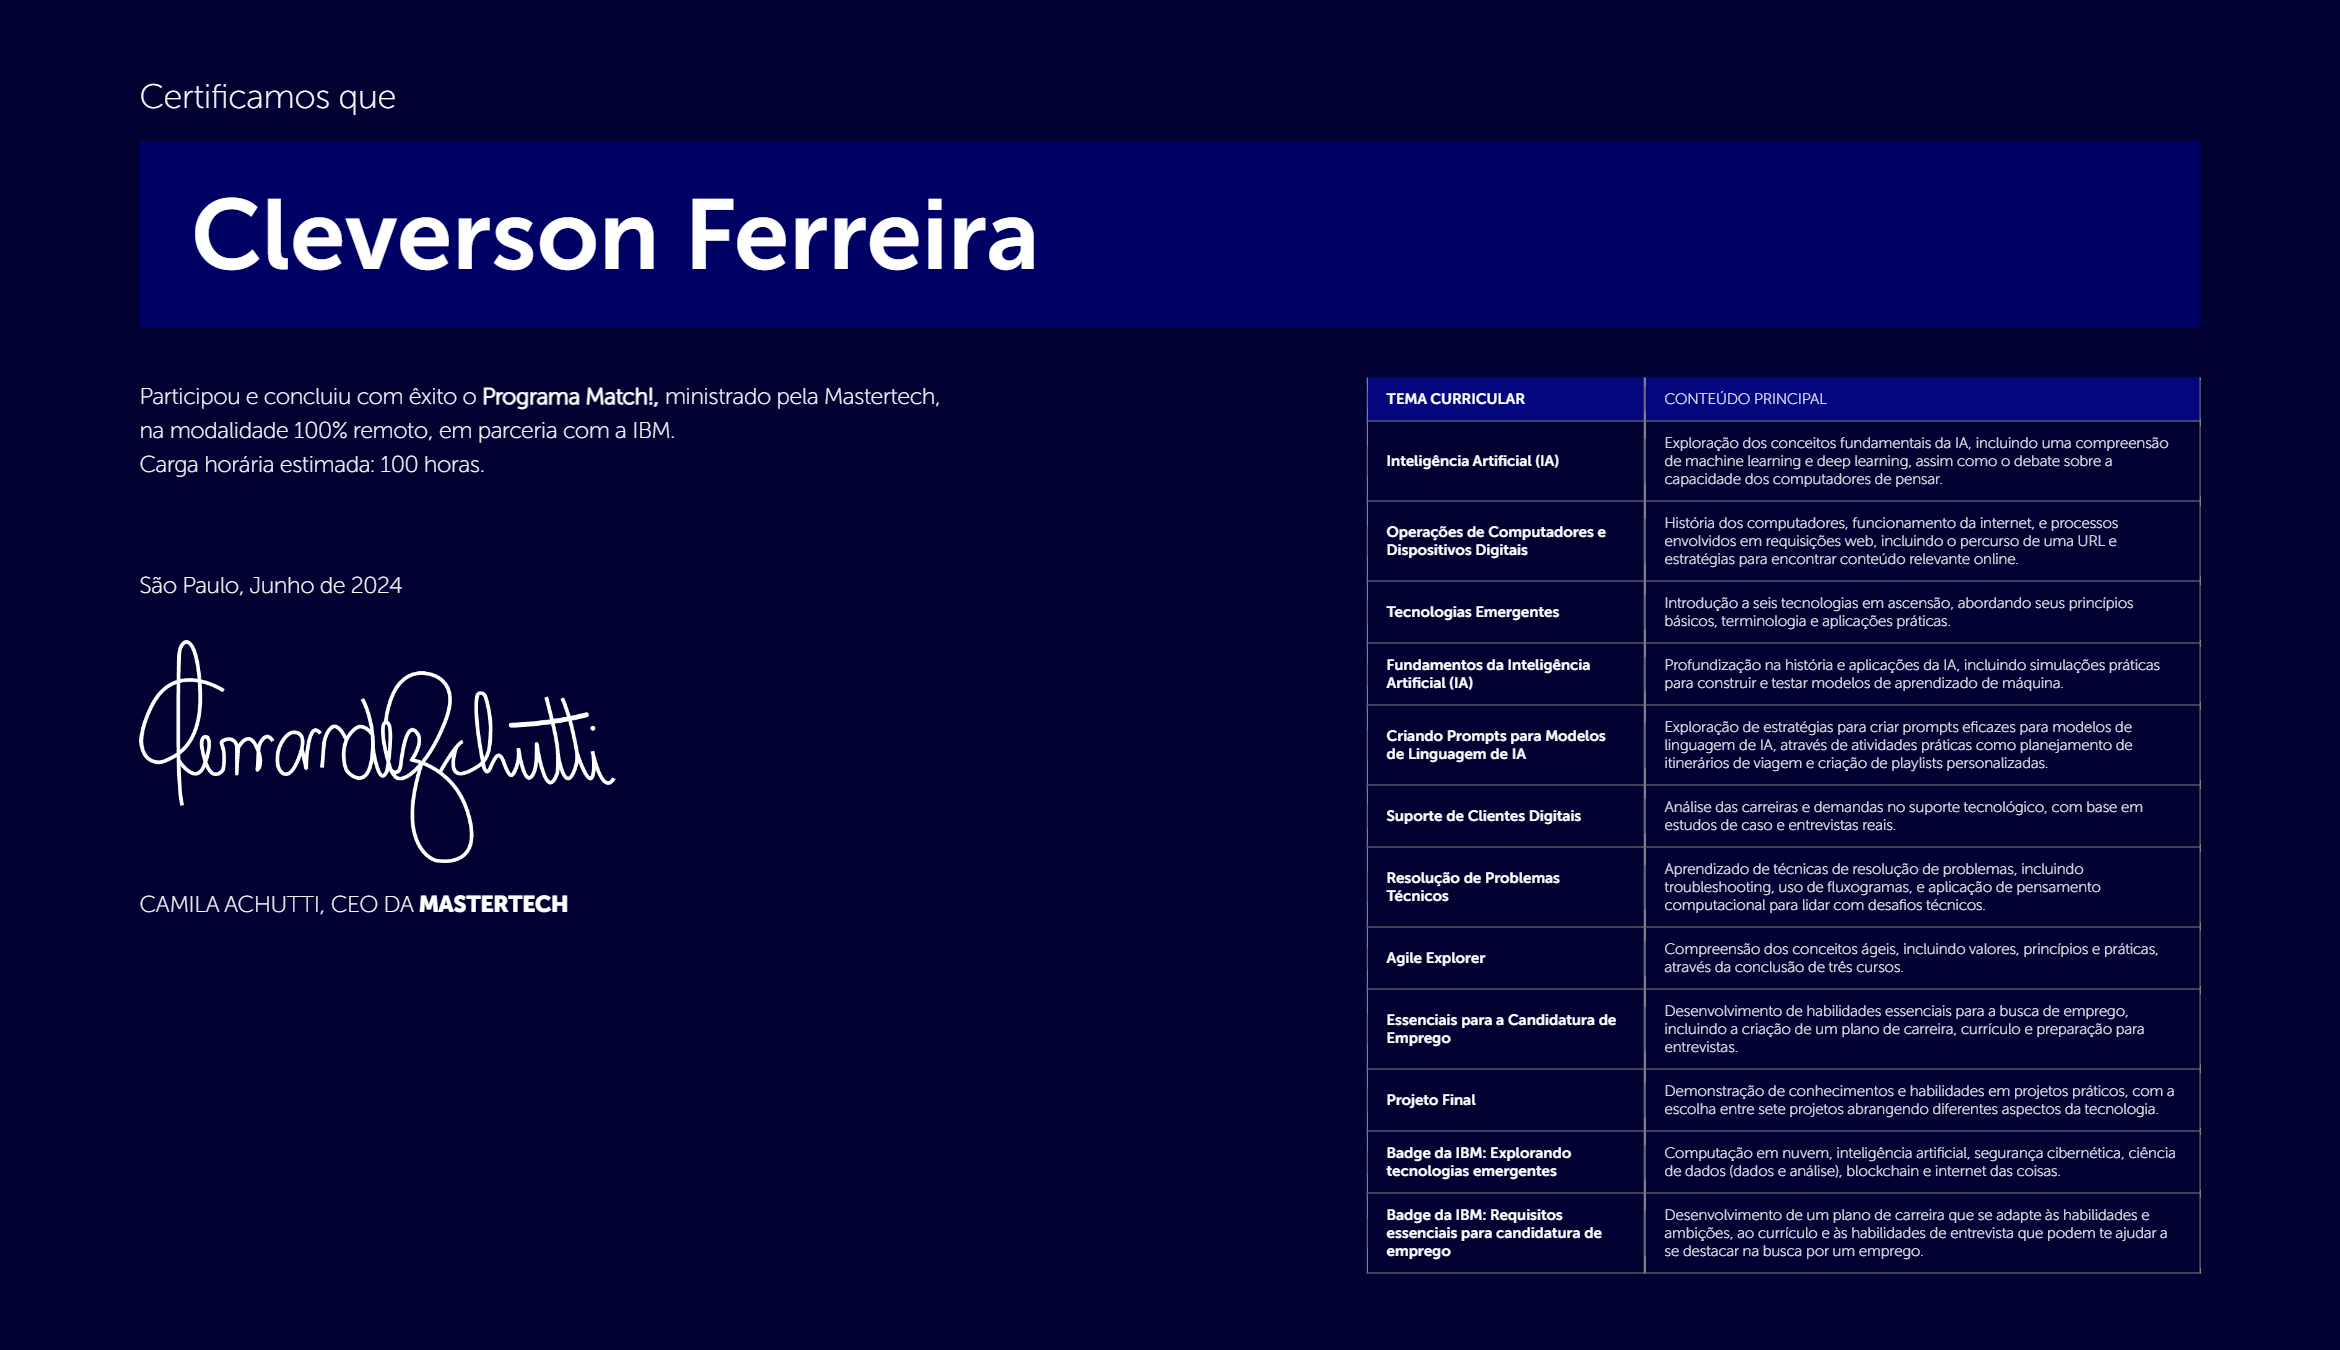 Certificamos que
Cleverson Ferreira
Participou e concluiu com êxito o Programa Match!, ministrado pela Mastertech,
na modalidade 100% remoto, em parceria com a IBM.
Carga horária estimada: 100 horas.
São Paulo, Junho de 2024
CAMILA ACHUTTI, CEO DA MASTERTECH
TEMA CURRICULAR
CONTEÚDO PRINCIPAL
Inteligência Artificial (IA)
Exploração dos conceitos fundamentais da IA, incluindo uma compreensão
de machine learning e deep learning, assim como o debate sobre a
capacidade dos computadores de pensar.
Operações de Computadores e
Dispositivos Digitais
História dos computadores, funcionamento da internet, e processos
envolvidos em requisições web, incluindo o percurso de uma URL e
estratégias para encontrar conteúdo relevante online.
Tecnologias Emergentes
Introdução a seis tecnologias em ascensão, abordando seus princípios
básicos, terminologia e aplicações práticas.
Fundamentos da Inteligência
Artificial (IA)
Profundização na história e aplicações da IA, incluindo simulações práticas
para construir e testar modelos de aprendizado de máquina.
Criando Prompts para Modelos
de Linguagem de IA
Exploração de estratégias para criar prompts eficazes para modelos de
linguagem de IA, através de atividades práticas como planejamento de
itinerários de viagem e criação de playlists personalizadas.
Suporte de Clientes Digitais
Análise das carreiras e demandas no suporte tecnológico, com base em
estudos de caso e entrevistas reais.
Resolução de Problemas
Técnicos
Aprendizado de técnicas de resolução de problemas, incluindo
troubleshooting, uso de fluxogramas, e aplicação de pensamento
computacional para lidar com desafios técnicos.
Agile Explorer
Compreensão dos conceitos ágeis, incluindo valores, princípios e práticas,
através da conclusão de três cursos.
Essenciais para a Candidatura de
Emprego
Desenvolvimento de habilidades essenciais para a busca de emprego,
incluindo a criação de um plano de carreira, currículo e preparação para
entrevistas.
Projeto Final
Demonstração de conhecimentos e habilidades em projetos práticos, com a
escolha entre sete projetos abrangendo diferentes aspectos da tecnologia.
Badge da IBM: Explorando
tecnologias emergentes
Computação em nuvem, inteligência artificial, segurança cibernética, ciência
de dados (dados e análise), blockchain e internet das coisas.
Badge da IBM: Requisitos
essenciais para candidatura de
emprego
Desenvolvimento de um plano de carreira que se adapte às habilidades e
ambições, ao currículo e às habilidades de entrevista que podem te ajudar a
se destacar na busca por um emprego.